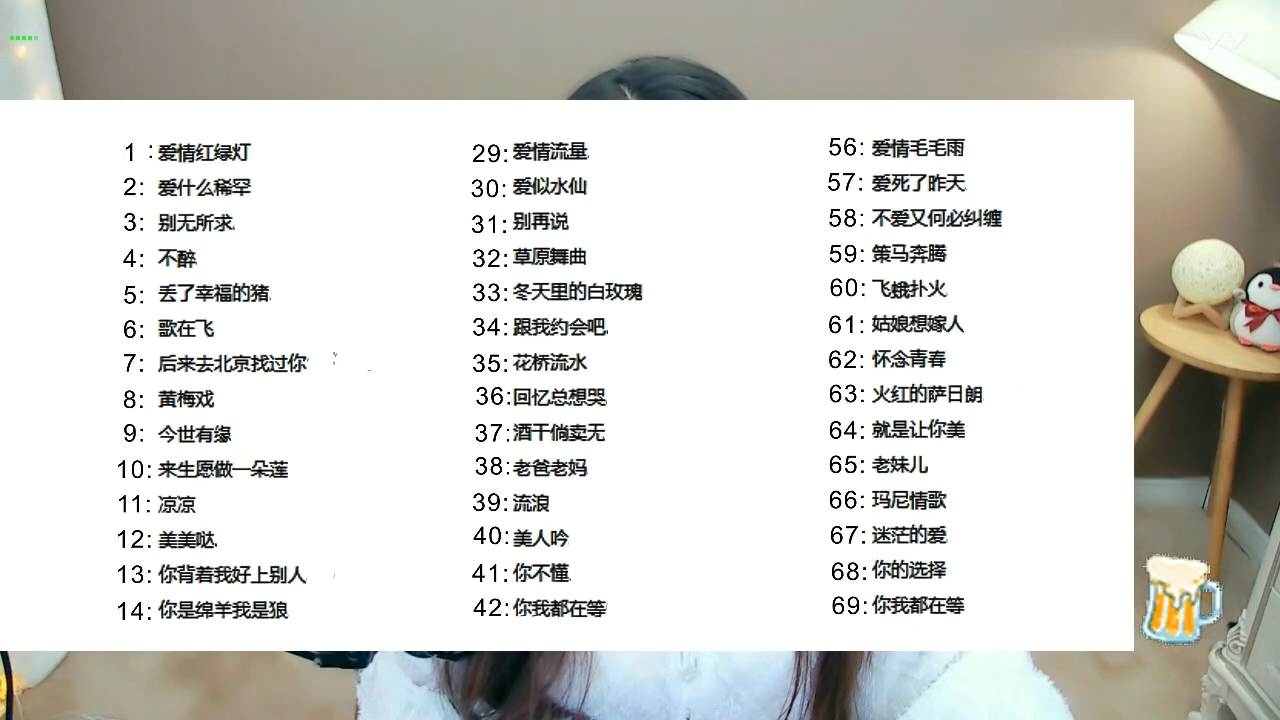 1：爱情红绿灯
2：爱什么稀罕
3：别无所求
4：不醉
5：丢了幸福的猪
6：歌在飞
7：后来去北京找过你
8：黄梅戏
9：今世有缘
10：来生愿做一朵莲
11：凉凉
12：美美哒
13：你背着我好上别人
14：你是绵羊我是狼
29：爱情流量
30：爱似水仙
31：别再说
32：草原舞曲
33：冬天里的白玫瑰
34：跟我约会吧
35：花桥流水
36：回忆总想哭
37：酒干倘卖无
38：老爸老妈
39：流浪
40：美人吟
41：你不懂
42：你我都在等
56：爱情毛毛雨
57：爱死了昨天
58：不爱又何必纠缠
59：策马奔腾
60：飞蛾扑火
61：姑娘想嫁人
62：怀念青春
63：火红的萨日朗
64：就是让你美
65：老妹儿
66：玛尼情歌
67：迷茫的爱
68：你的选择
69：你我都在等